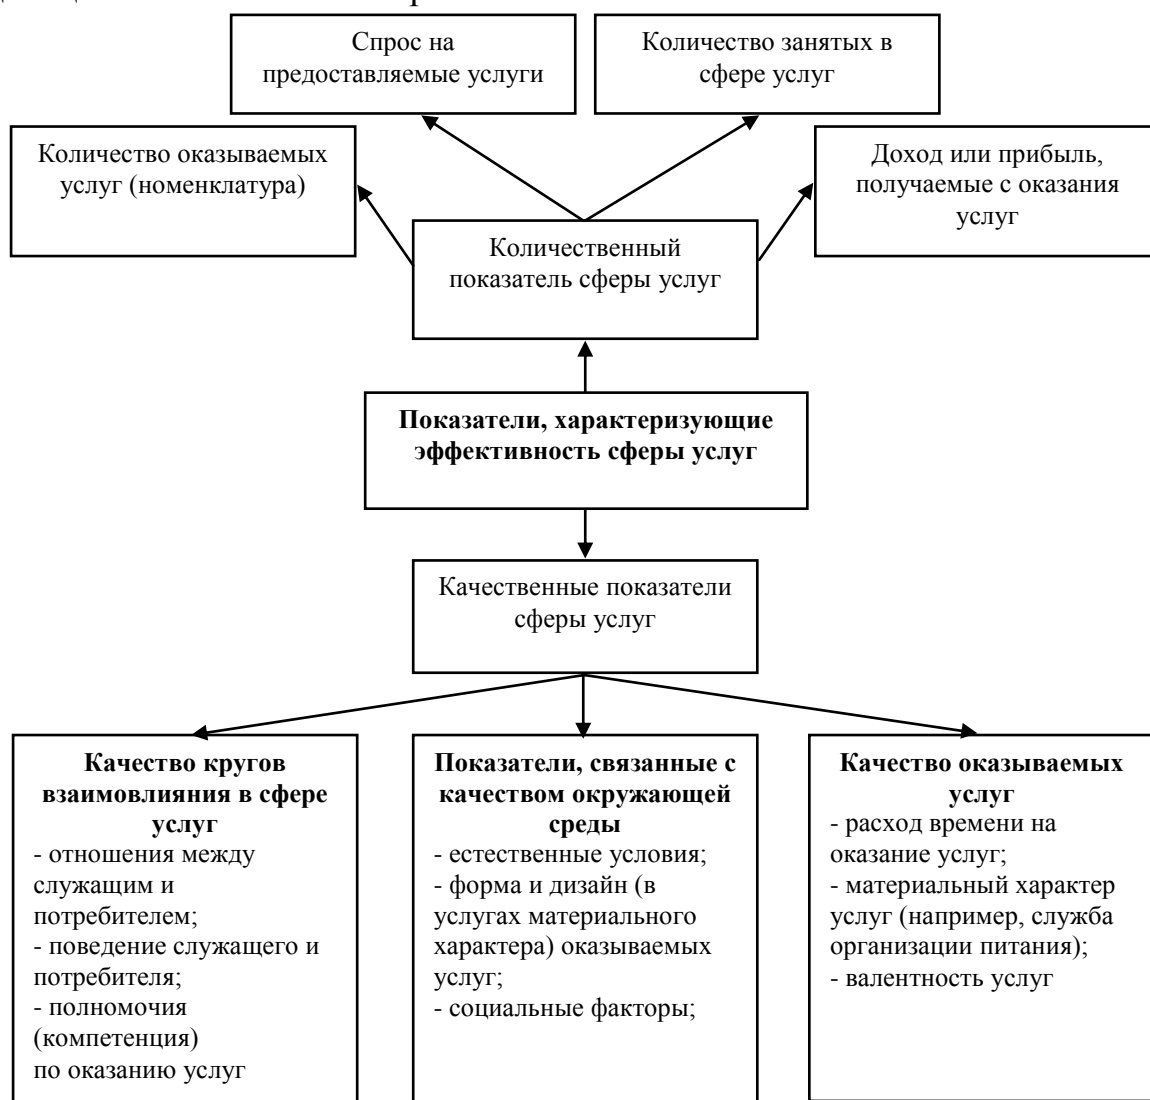 Спрос на
предоставляемые услуги
Количество занятых в
сфере услуг
Количество оказываемых
услуг (номенклатура)
Доход или прибыль,
получаемые с оказания
услуг
Количественный
показатель сферы услуг
Показатели, характеризующие
эффективность сферы услуг
Качественные показатели
сферы услуг
Качество кругов
взаимовлияния в сфере
услуг
- отношения между
служащим и
потребителем;
- поведение служащего и
потребителя;
- полномочия
(компетенция)
по оказанию услуг
Показатели, связанные с
качеством окружающей
среды
- естественные условия;
- форма и дизайн (в
услугах материального
характера) оказываемых
услуг;
- социальные факторы;
Качество оказываемых
услуг
- расход времени на
оказание услуг;
- материальный характер
услуг (например, служба
организации питания);
- валентность услуг